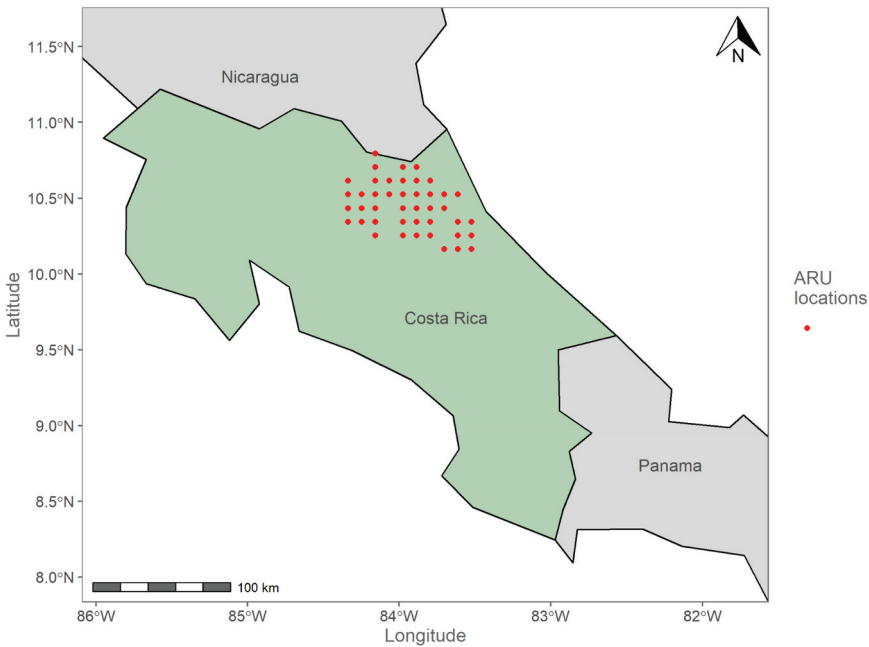 N
11.5°N
Nicaragua
11.0°N
10.5°N
10.0°N
9.5°N
9.0°N
8.5°N
8.0°N
Latitude
Costa Rica
Panama
ARU
locations
100 km
86°W
85°W
84°W
83°W
82°W
Longitude